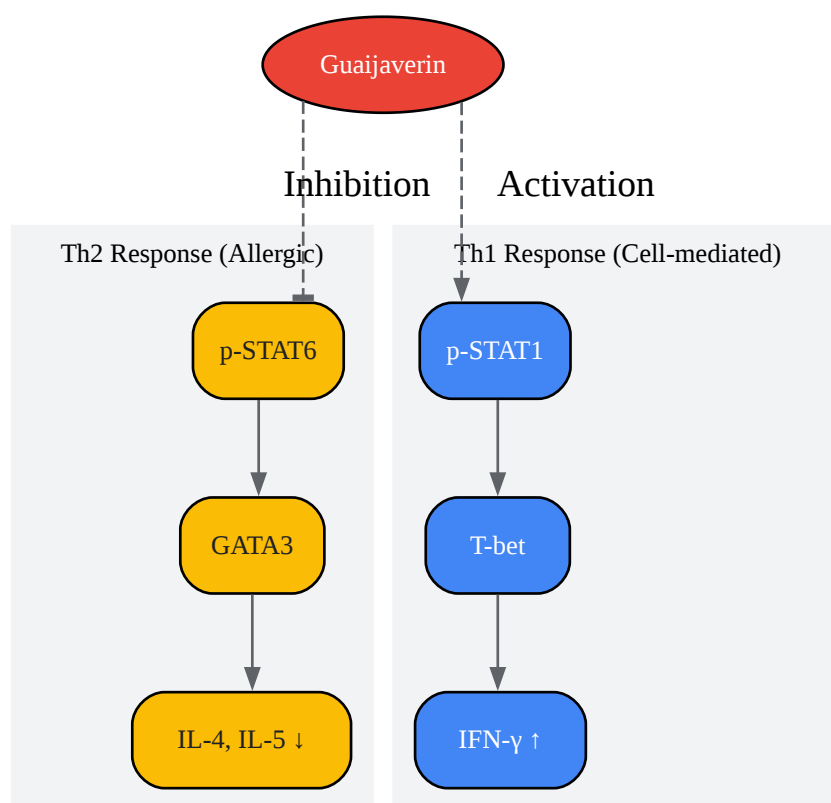 Guaijaverin
Inhibition
Activation
Th2 Response (Allergic)
Th1 Response (Cell-mediated)
p-STAT6
p-STAT1
GATA3
T-bet
IL-4, IL-5 ↓
IFN-γ ↑